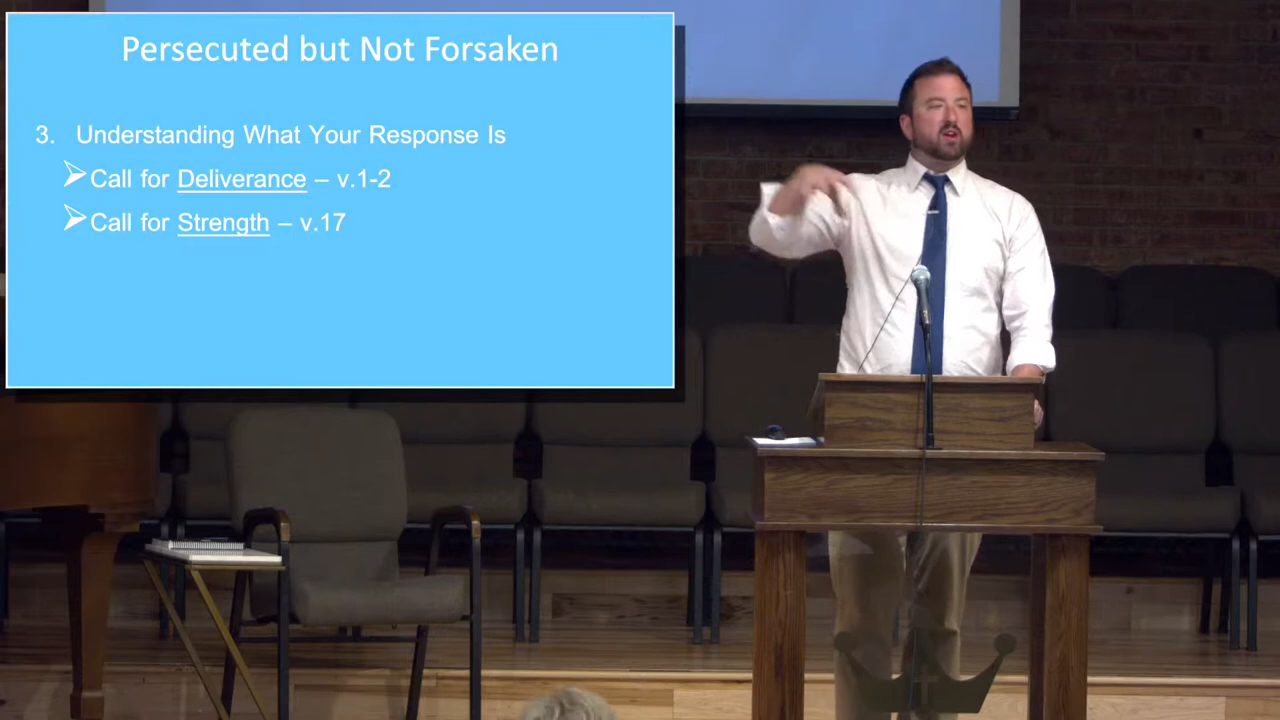 Persecuted but Not Forsaken
3. Understanding What Your Response Is
Call for Deliverance – v.1-2
Call for Strength – v.17